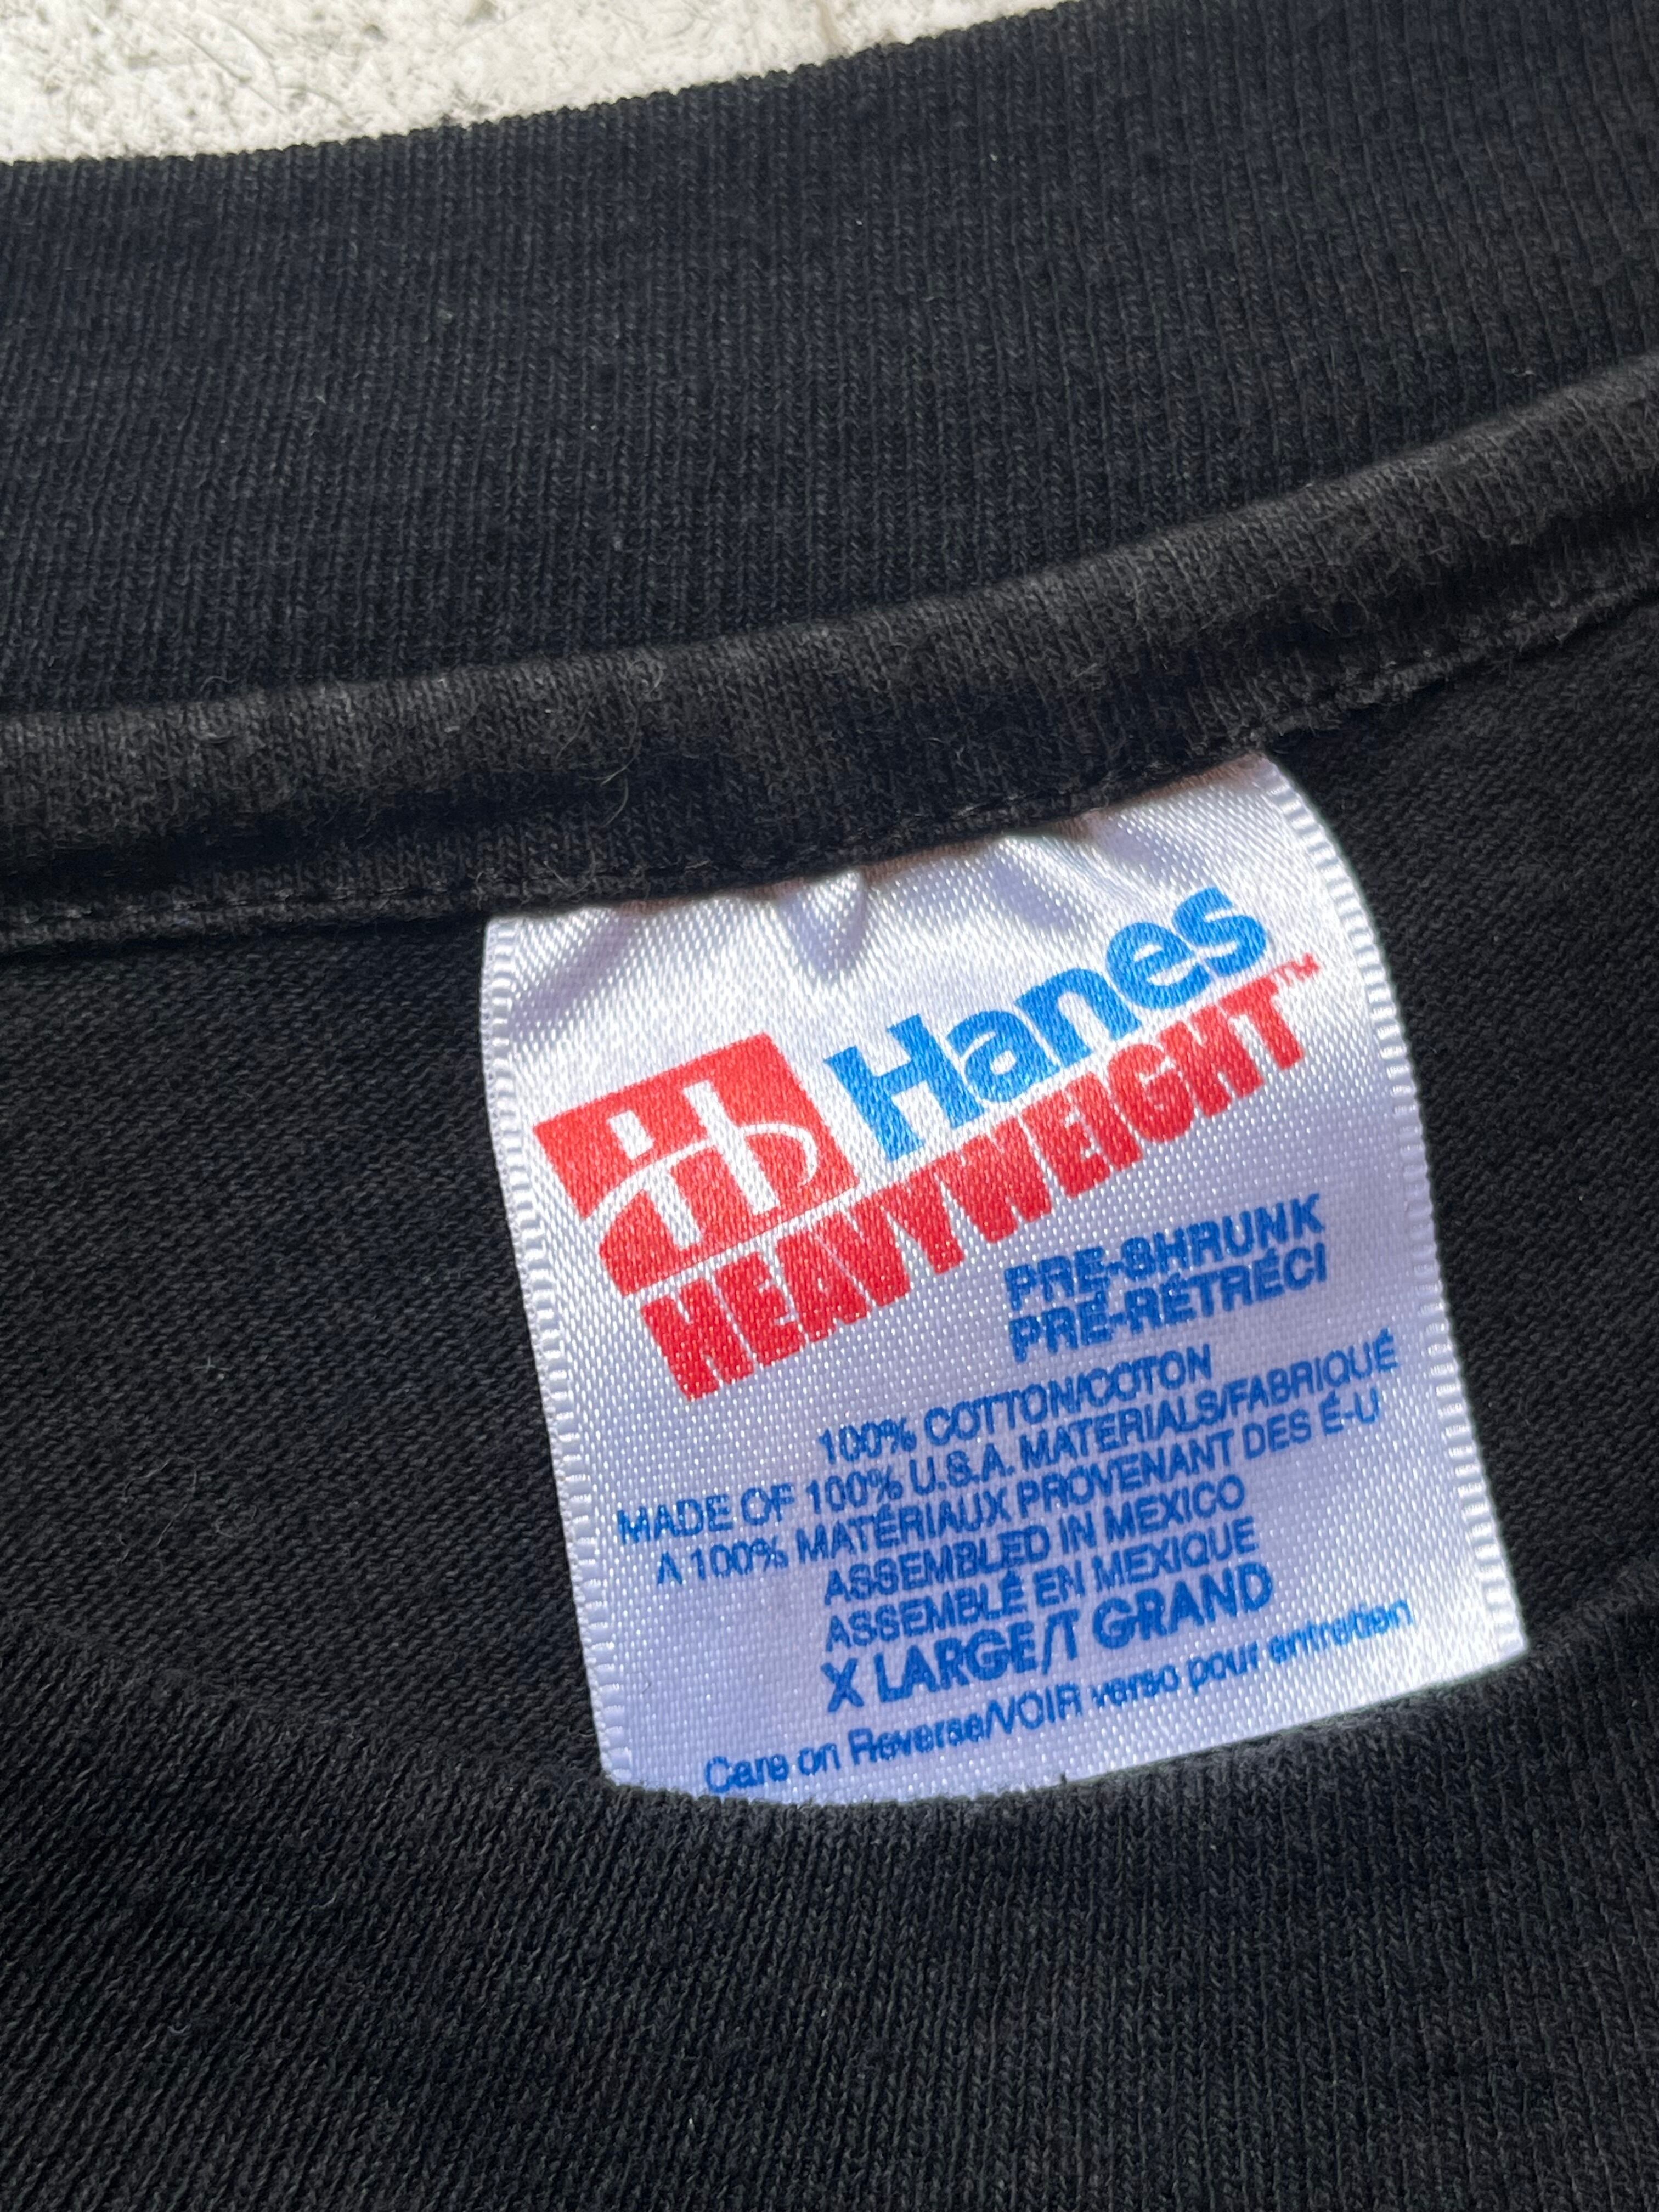 Hanes
HEAVYWEIGHT™
PRE-SHRUNK
PRÉ-RÉTRÉCI
100% COTTON/COTON
MADE OF 100% U.S.A. MATERIALS/FABRIQUÉ
A 100% MATÉRIAUX PROVENANT DES É-U
ASSEMBLED IN MEXICO
ASSEMBLÉ EN MEXIQUE
X LARGE/T GRAND
Care on Reverse/VOIR verso pour entretien